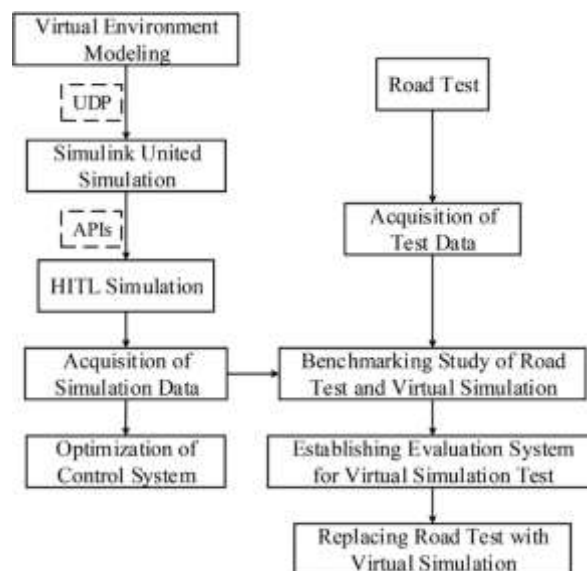 Virtual Environment
Modeling
UDP
Simulink United
Simulation
APIs
HITL Simulation
Acquisition of
Simulation Data
Optimization of
Control System
Road Test
Acquisition of
Test Data
Benchmarking Study of Road
Test and Virtual Simulation
Establishing Evaluation System
for Virtual Simulation Test
Replacing Road Test with
Virtual Simulation